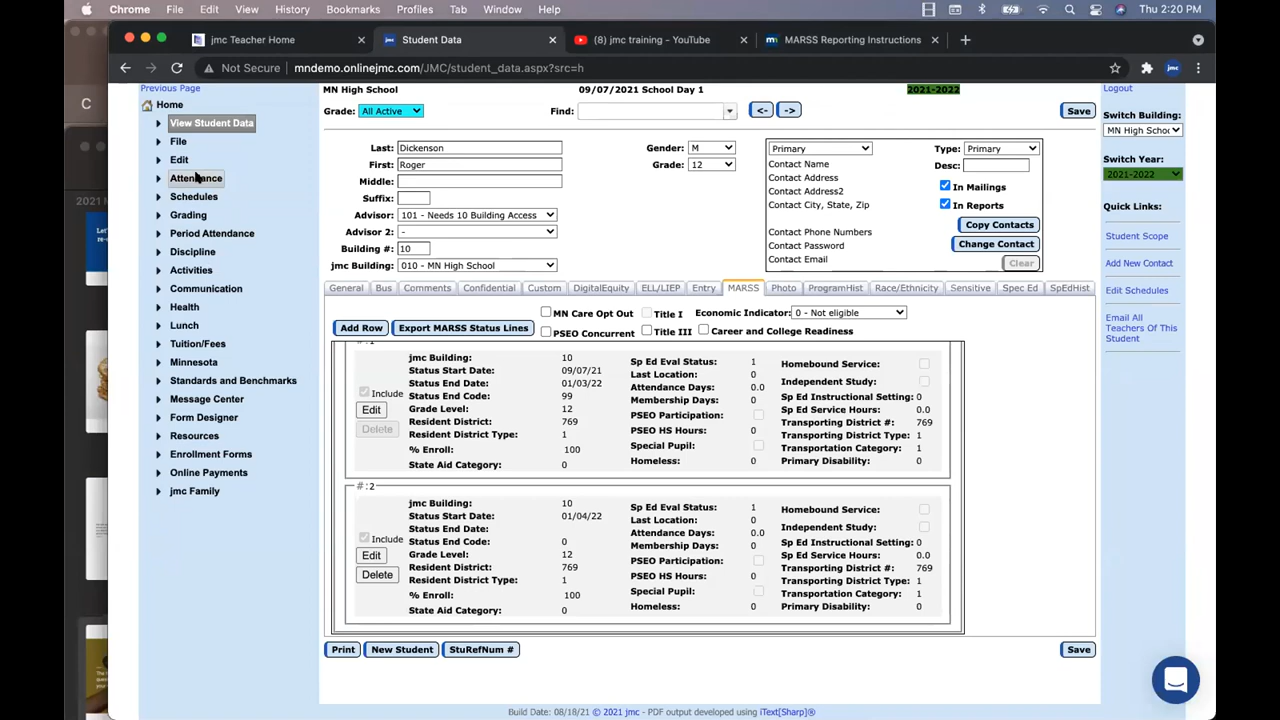 Chrome File Edit View History Bookmarks Profiles Tab Window Help Thu 2:20 PM
jmc Teacher Home
Student Data
(8) jmc training - YouTube
MARSS Reporting Instructions
Not Secure mndemo.onlinejmc.com/JMC/student_data.aspx?src=h
C
2021 M
Let'
re-
Previous Page
Home
View Student Data
File
Edit
Attendance
Schedules
Grading
Period Attendance
Discipline
Activities
Communication
Health
Lunch
Tuition/Fees
Minnesota
Standards and Benchmarks
Message Center
Form Designer
Resources
Enrollment Forms
Online Payments
jmc Family
MN High School 09/07/2021 School Day 1 2021-2022
Grade: All Active Find: <- -> Save
Last: Dickenson
First: Roger
Middle:
Suffix:
Advisor: 101 - Needs 10 Building Access
Advisor 2: -
Building #: 10
jmc Building: 010 - MN High School
Gender: M
Grade: 12
Primary Type: Primary
Contact Name Desc:
Contact Address In Mailings
Contact Address2
Contact City, State, Zip In Reports
Copy Contacts
Contact Phone Numbers
Contact Password Change Contact
Contact Email Clear
General Bus Comments Confidential Custom DigitalEquity ELL/LIEP Entry MARSS Photo ProgramHist Race/Ethnicity Sensitive Spec Ed SpEdHist
MN Care Opt Out Title I Economic Indicator: 0 - Not eligible
Add Row Export MARSS Status Lines PSEO Concurrent Title III Career and College Readiness
#:1
Include
Edit
Delete
jmc Building: 10
Status Start Date: 09/07/21
Status End Date: 01/03/22
Status End Code: 99
Grade Level: 12
Resident District: 769
Resident District Type: 1
% Enroll: 100
State Aid Category: 0
Sp Ed Eval Status: 1
Last Location: 0
Attendance Days: 0.0
Membership Days: 0
PSEO Participation:
PSEO HS Hours: 0
Special Pupil:
Homeless: 0
Homebound Service:
Independent Study:
Sp Ed Instructional Setting: 0
Sp Ed Service Hours: 0.0
Transporting District #: 769
Transporting District Type: 1
Transportation Category: 1
Primary Disability: 0
#:2
Include
Edit
Delete
jmc Building: 10
Status Start Date: 01/04/22
Status End Date:
Status End Code: 0
Grade Level: 12
Resident District: 769
Resident District Type: 1
% Enroll: 100
State Aid Category: 0
Sp Ed Eval Status: 1
Last Location: 0
Attendance Days: 0.0
Membership Days: 0
PSEO Participation:
PSEO HS Hours: 0
Special Pupil:
Homeless: 0
Homebound Service:
Independent Study:
Sp Ed Instructional Setting: 0
Sp Ed Service Hours: 0.0
Transporting District #: 769
Transporting District Type: 1
Transportation Category: 1
Primary Disability: 0
Print New Student StuRefNum # Save
Build Date: 08/18/21 © 2021 jmc - PDF output developed using iText[Sharp]®
Logout
Switch Building:
MN High School
Switch Year:
2021-2022
Quick Links:
Student Scope
Add New Contact
Edit Schedules
Email All
Teachers Of This
Student